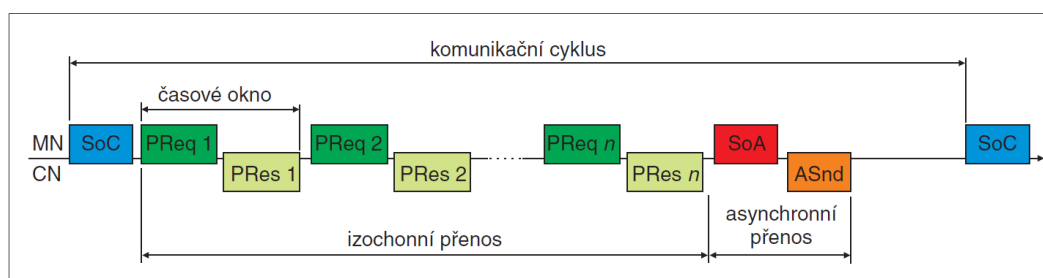 komunikační cyklus
časové okno
MN SoC PReq 1 PReq 2 PReq n SoA SoC
CN PRes 1 PRes 2 PRes n ASnd
izochonní přenos
asynchronní
přenos